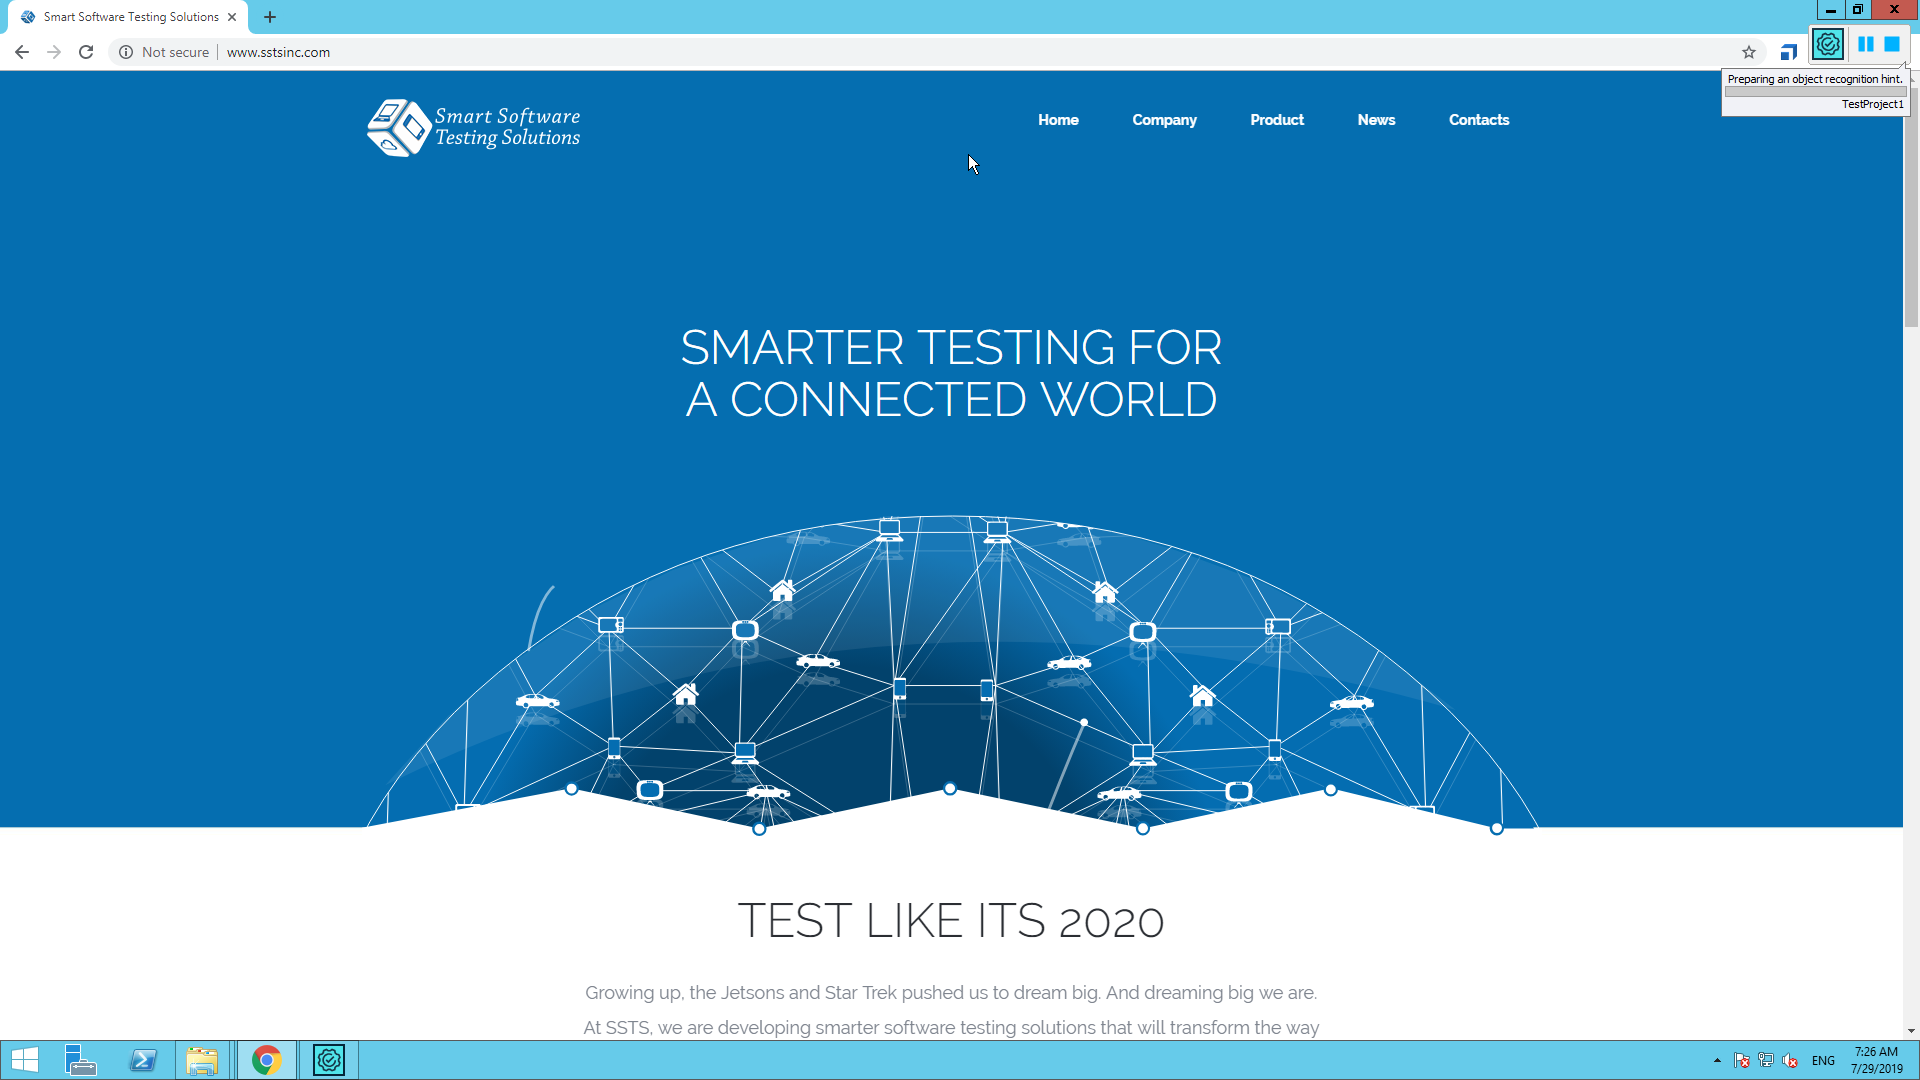 Smart Software Testing Solutions
Not secure
www.sstsinc.com
Preparing an object recognition hint.
TestProject1
Smart Software
Testing Solutions
Home
Company
Product
News
Contacts
SMARTER TESTING FOR
A CONNECTED WORLD
TEST LIKE ITS 2020
Growing up, the Jetsons and Star Trek pushed us to dream big. And dreaming big we are.
At SSTS, we are developing smarter software testing solutions that will transform the way
ENG
7:26 AM
7/29/2019